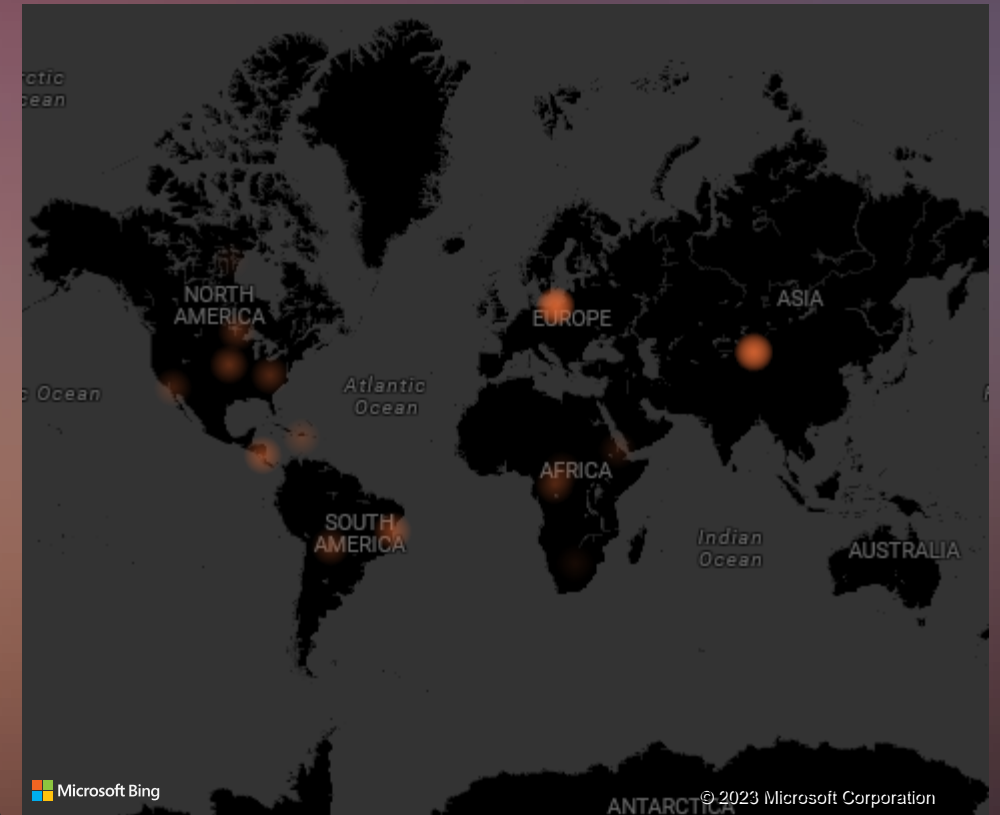 rctic
cean
NORTH
AMERICA
ASIA
EUROPE
Atlantic
Ocean
c Ocean
AFRICA
SOUTH
AMERICA
Indian
Ocean
AUSTRALIA
Microsoft Bing
ANTARCTICA
© 2023 Microsoft Corporation